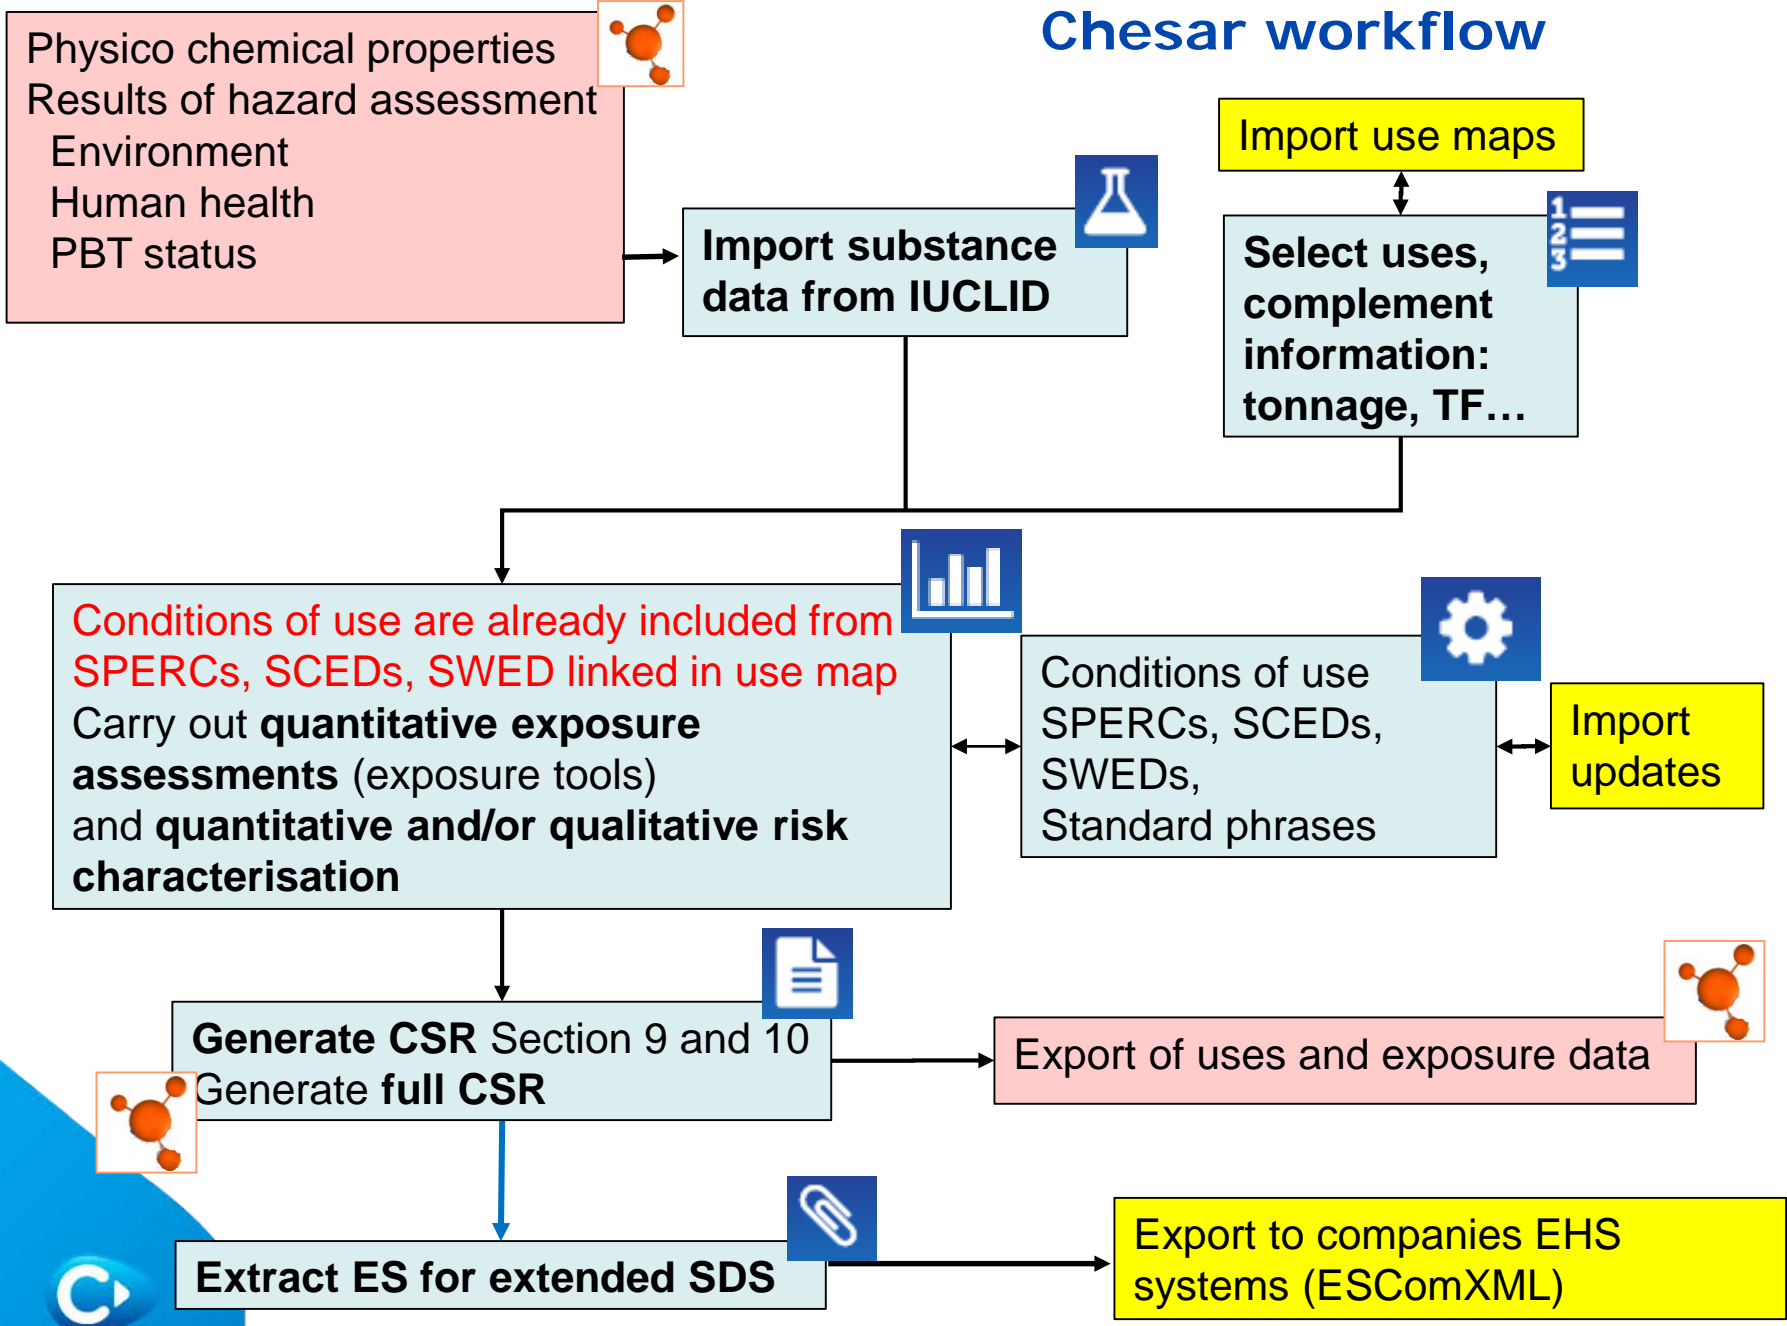 Chesar workflow
Physico chemical properties
Results of hazard assessment
Environment
Human health
PBT status
Import substance
data from IUCLID
Import use maps
1
2
3
Select uses,
complement
information:
tonnage, TF…
Conditions of use are already included from
SPERCs, SCEDs, SWED linked in use map
Carry out quantitative exposure
assessments (exposure tools)
and quantitative and/or qualitative risk
characterisation
Conditions of use
SPERCs, SCEDs,
SWEDs,
Standard phrases
Import
updates
Generate CSR Section 9 and 10
Generate full CSR
Export of uses and exposure data
Extract ES for extended SDS
Export to companies EHS
systems (ESComXML)
C